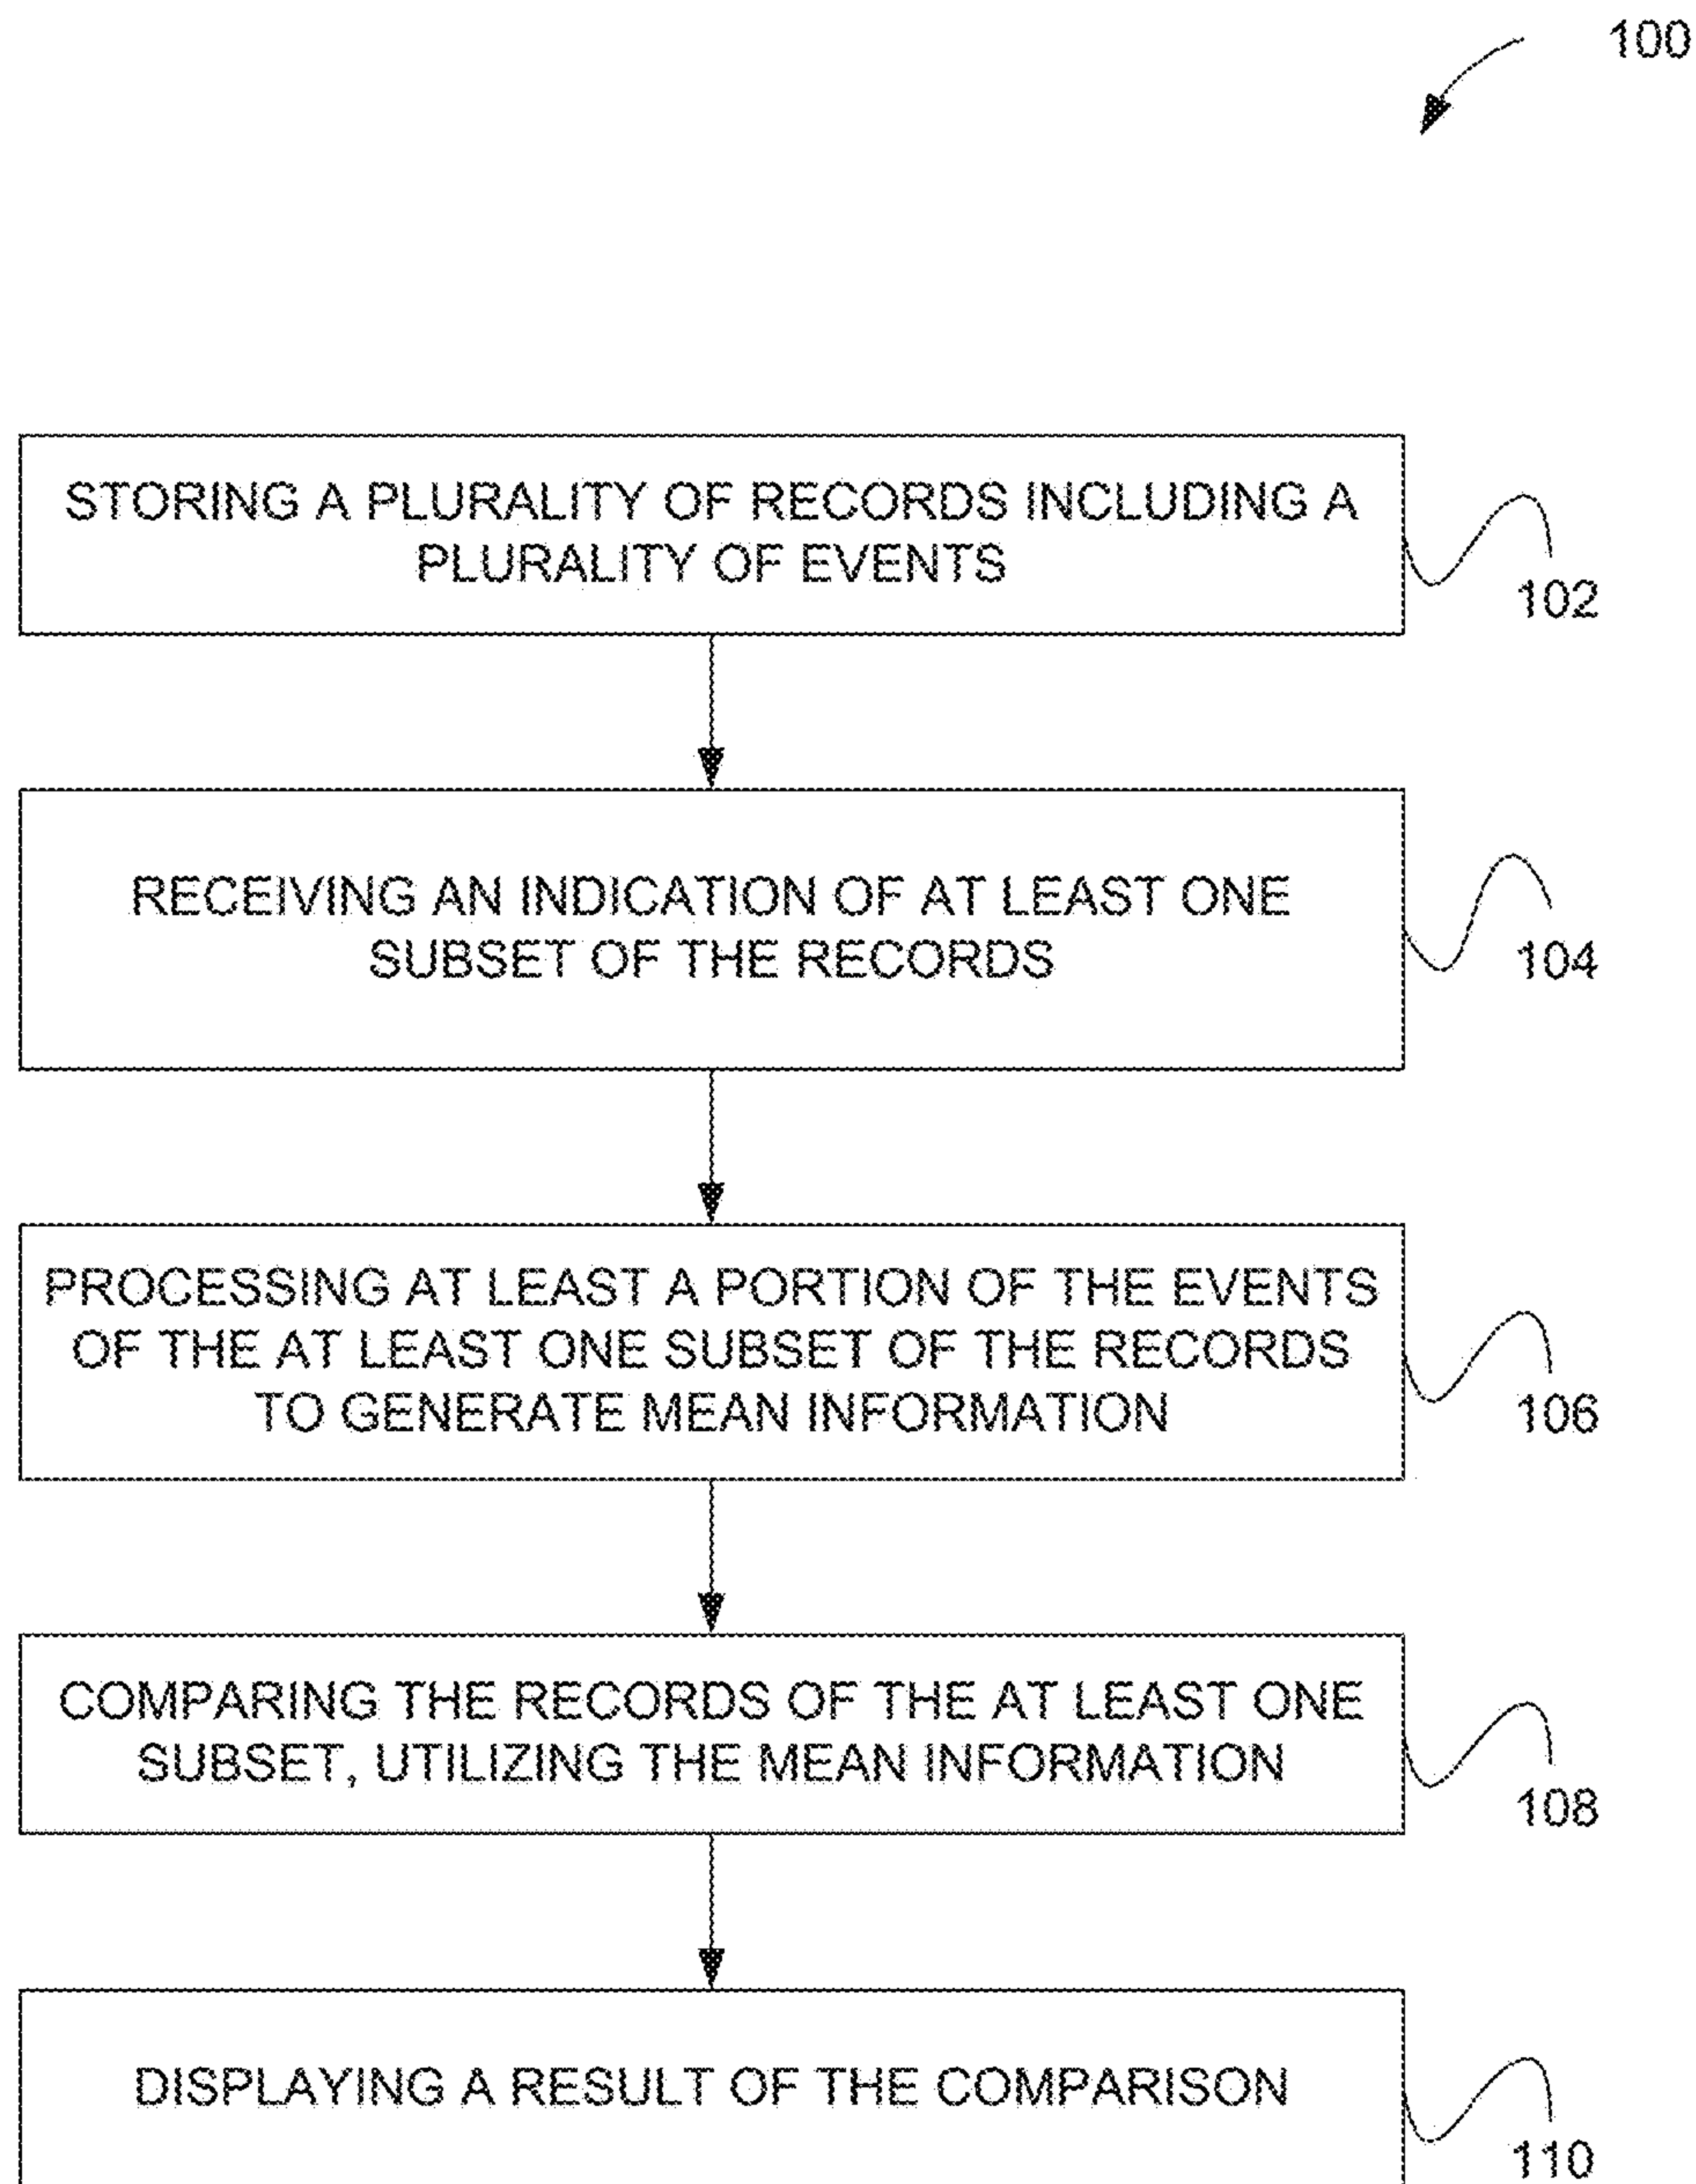 100
STORING A PLURALITY OF RECORDS INCLUDING A
PLURALITY OF EVENTS
102
RECEIVING AN INDICATION OF AT LEAST ONE
SUBSET OF THE RECORDS
104
PROCESSING AT LEAST A PORTION OF THE EVENTS
OF THE AT LEAST ONE SUBSET OF THE RECORDS
TO GENERATE MEAN INFORMATION
106
COMPARING THE RECORDS OF THE AT LEAST ONE
SUBSET, UTILIZING THE MEAN INFORMATION
108
DISPLAYING A RESULT OF THE COMPARISON
110